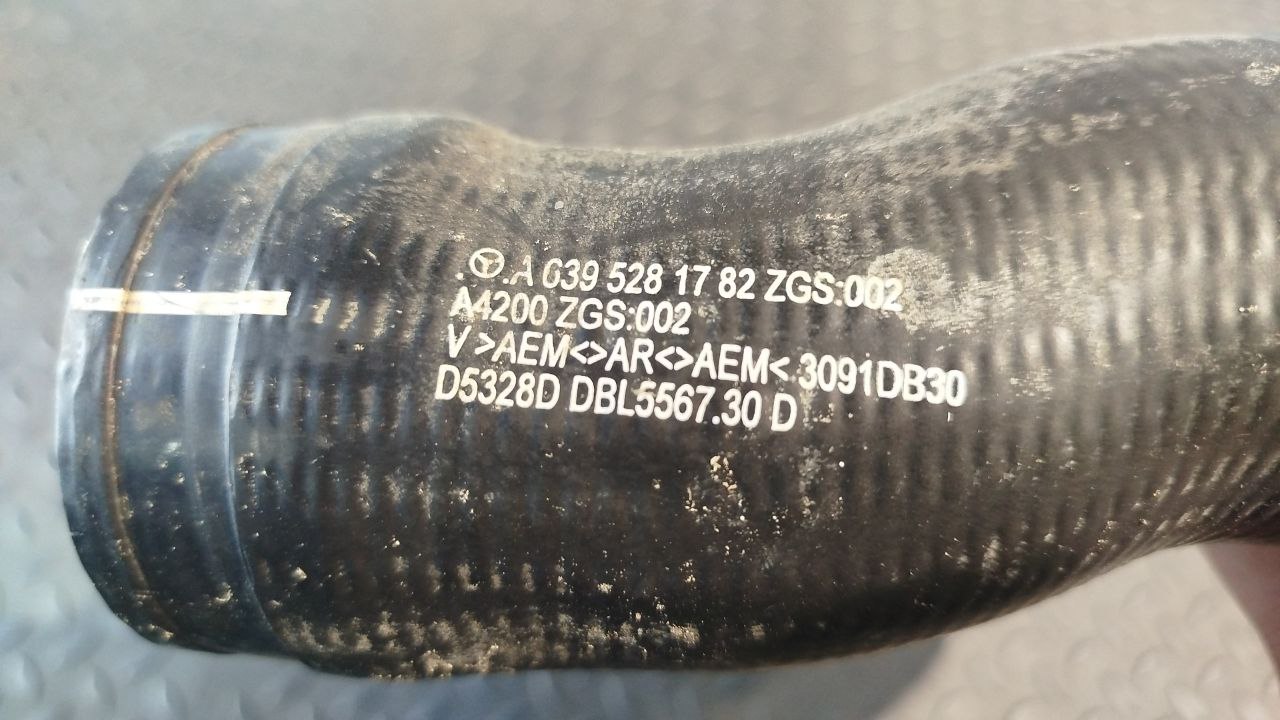 .A 039 528 17 82 ZGS:002
A4200 ZGS:002
V >AEM<>AR<>AEM< 3091DB30
D5328D DBL5567.30 D